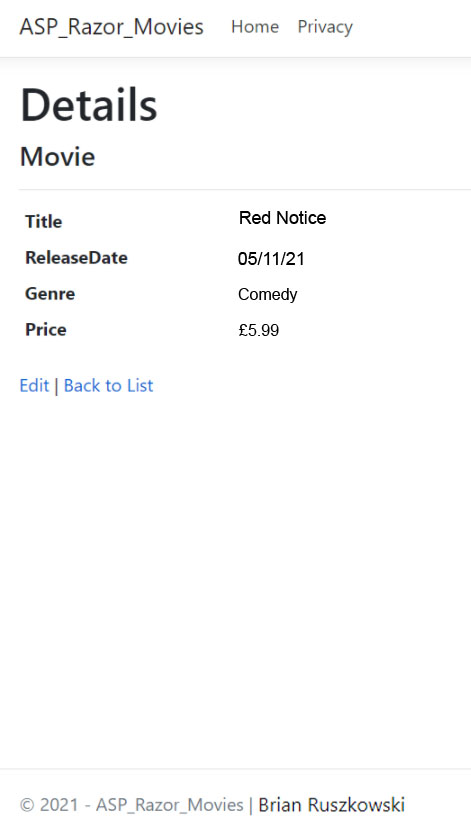 ASP_Razor_Movies Home Privacy
Details
Movie
Title Red Notice
ReleaseDate 05/11/21
Genre Comedy
Price £5.99
Edit | Back to List
© 2021 - ASP_Razor_Movies | Brian Ruszkowski